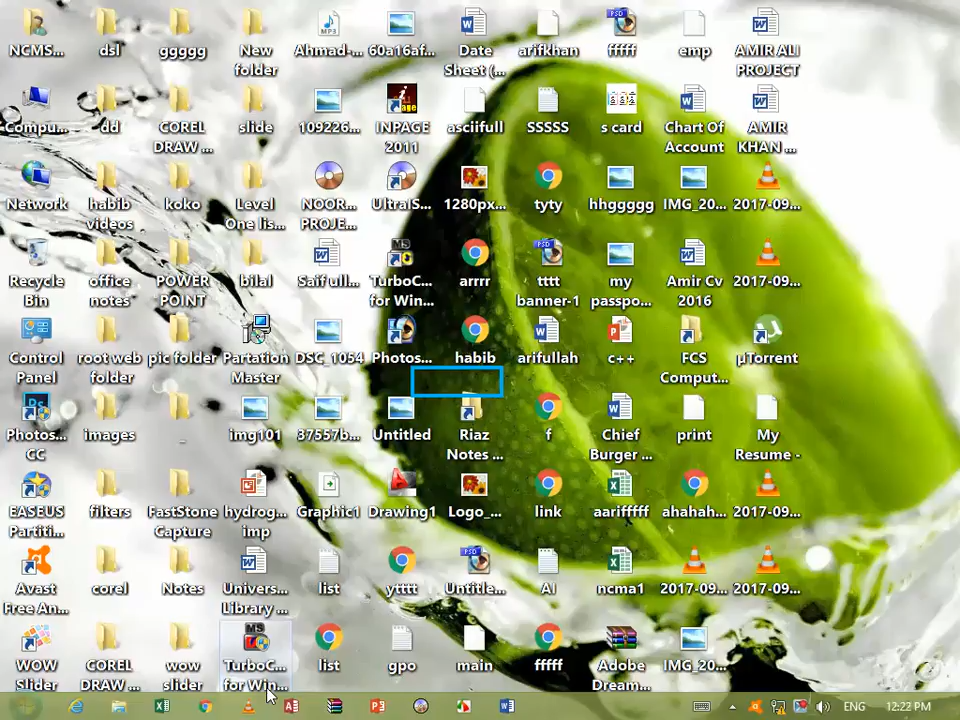 NCMS...
dsl
ggggg
New
folder
Ahmad-...
60a16af...
Date
Sheet (...
arifkhan
fffff
emp
AMIR ALI
PROJECT
Compu...
dd
COREL
DRAW ...
slide
109226...
INPAGE
2011
asciifull
SSSSS
s card
Chart Of
Account
AMIR
KHAN ...
Network
habib
videos
koko
Level
One lis...
NOOR...
PROJE...
UltraIS...
1280px...
tyty
hhggggg
IMG_20...
2017-09...
Recycle
Bin
office
notes
POWER
POINT
bilal
Saif ull...
TurboC...
for Win...
arrrr
tttt
banner-1
my
passpo...
Amir Cv
2016
2017-09...
Control
Panel
root web
folder
pic folder
Partation
Master
DSC_1054
Photos...
habib
arifullah
c++
FCS
Comput...
µTorrent
Photos...
CC
images
_
img101
37557b...
Untitled
Riaz
Notes ...
f
Chief
Burger ...
print
My
Resume -
EASEUS
Partiti...
filters
FastStone
Capture
hydrog...
imp
Graphic1
Drawing1
Logo_...
link
aarifffff
ahahah...
2017-09...
Avast
Free An...
corel
Notes
Univers...
Library ...
list
ytttt
Untitle...
AI
ncma1
2017-09...
2017-09...
WOW
Slider
COREL
DRAW ...
wow
slider
TurboC...
for Win...
list
gpo
main
fffff
Adobe
Dream...
IMG_20...
ENG
12:22 PM